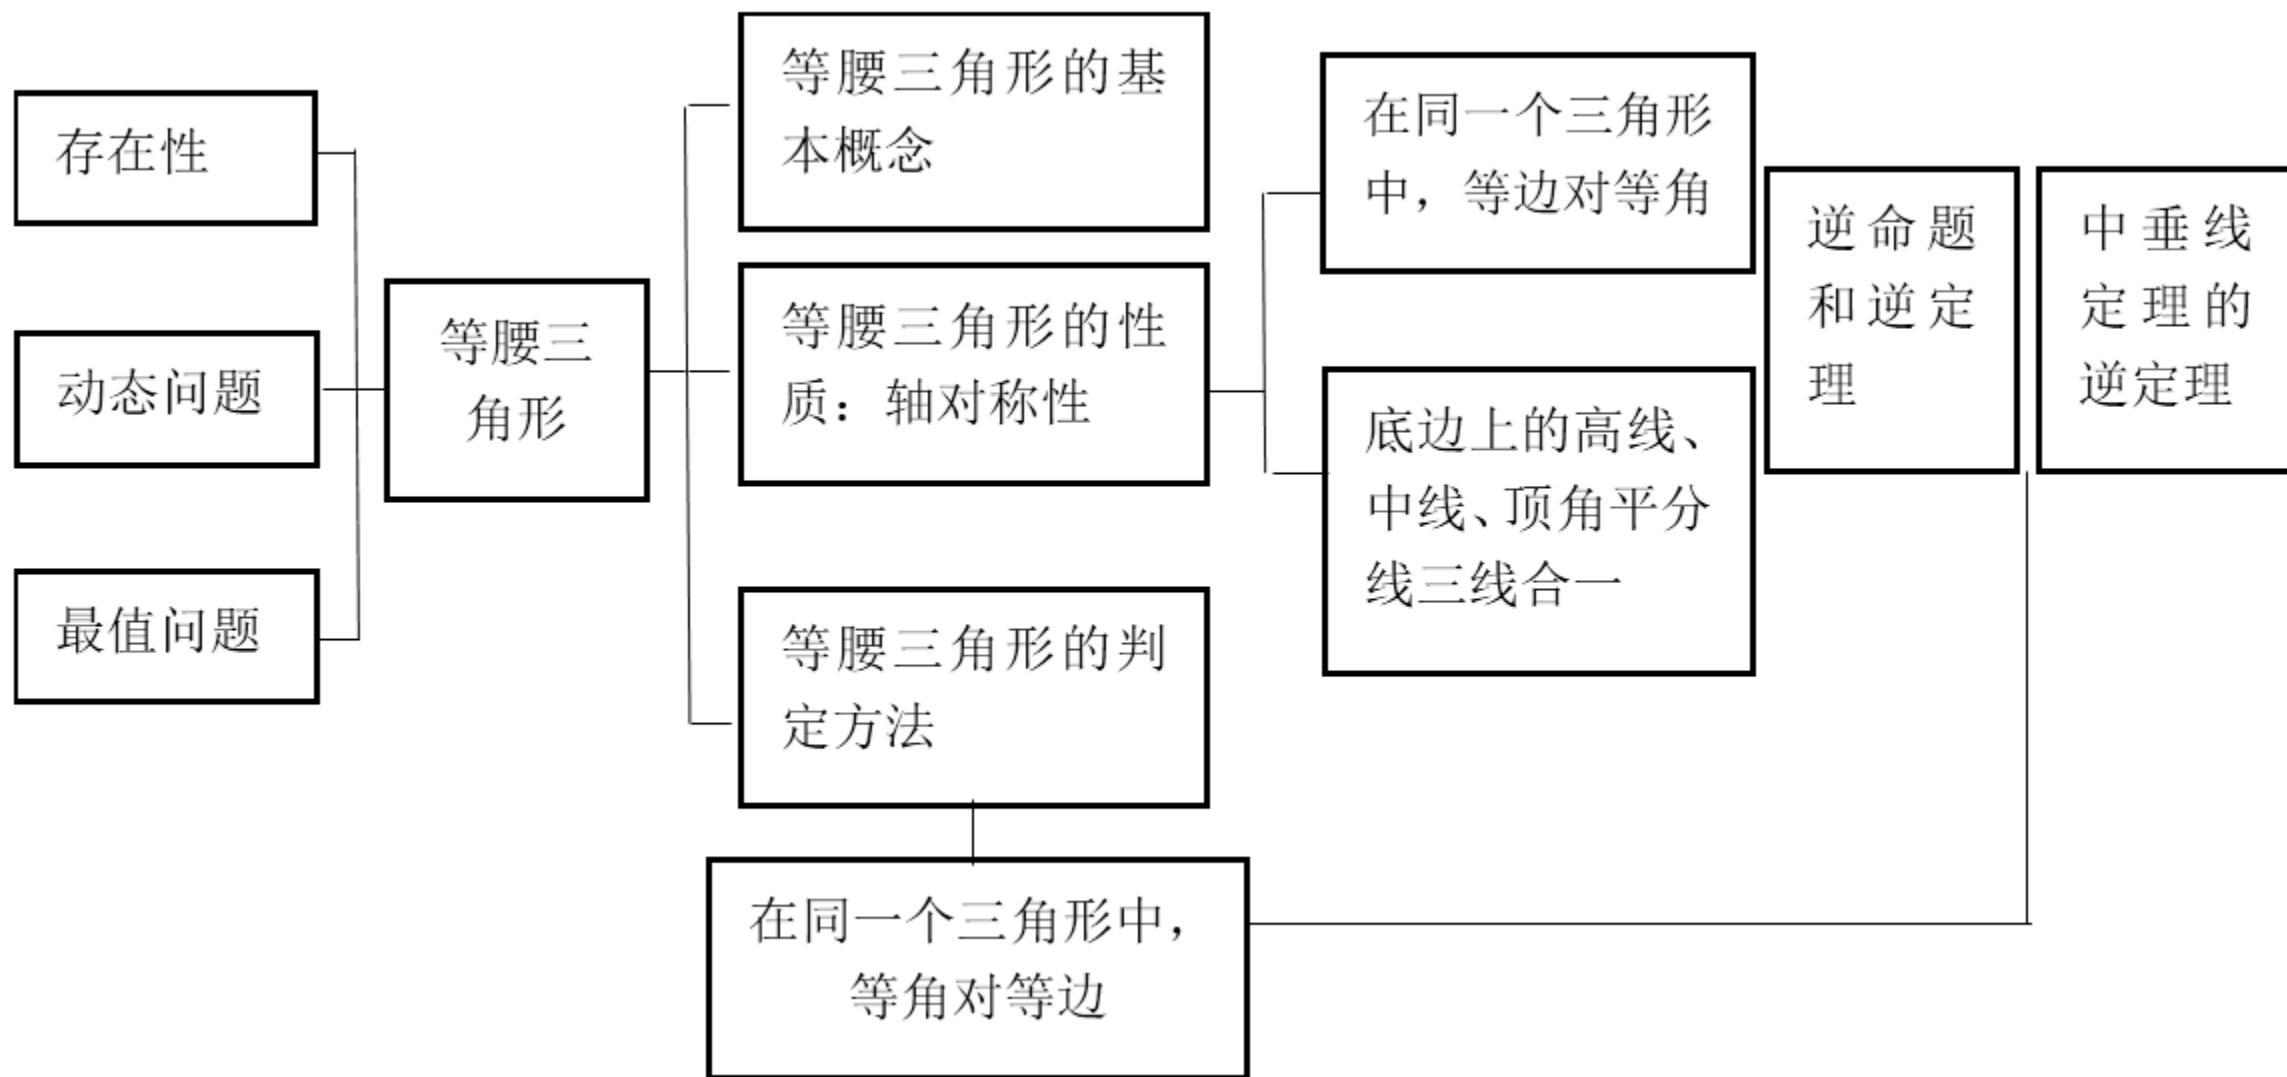 存在性
动态问题
最值问题
等腰三
角形
等腰三角形的基
本概念
等腰三角形的性
质：轴对称性
等腰三角形的判
定方法
在同一个三角形中，
等角对等边
在同一个三角形
中，等边对等角
底边上的高线、
中线、顶角平分
线三线合一
逆命题
和逆定
理
中垂线
定理的
逆定理